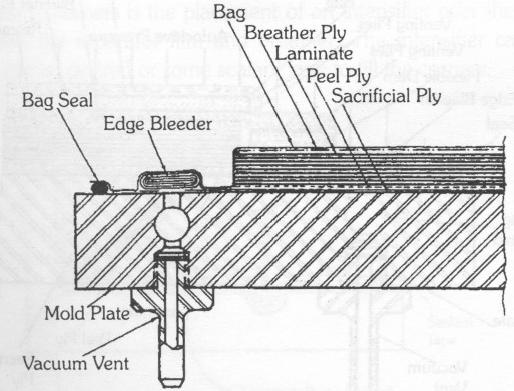 Bag
Breather Ply
Laminate
Peel Ply
Sacrificial Ply
Bag Seal
Edge Bleeder
Mold Plate
Vacuum Vent